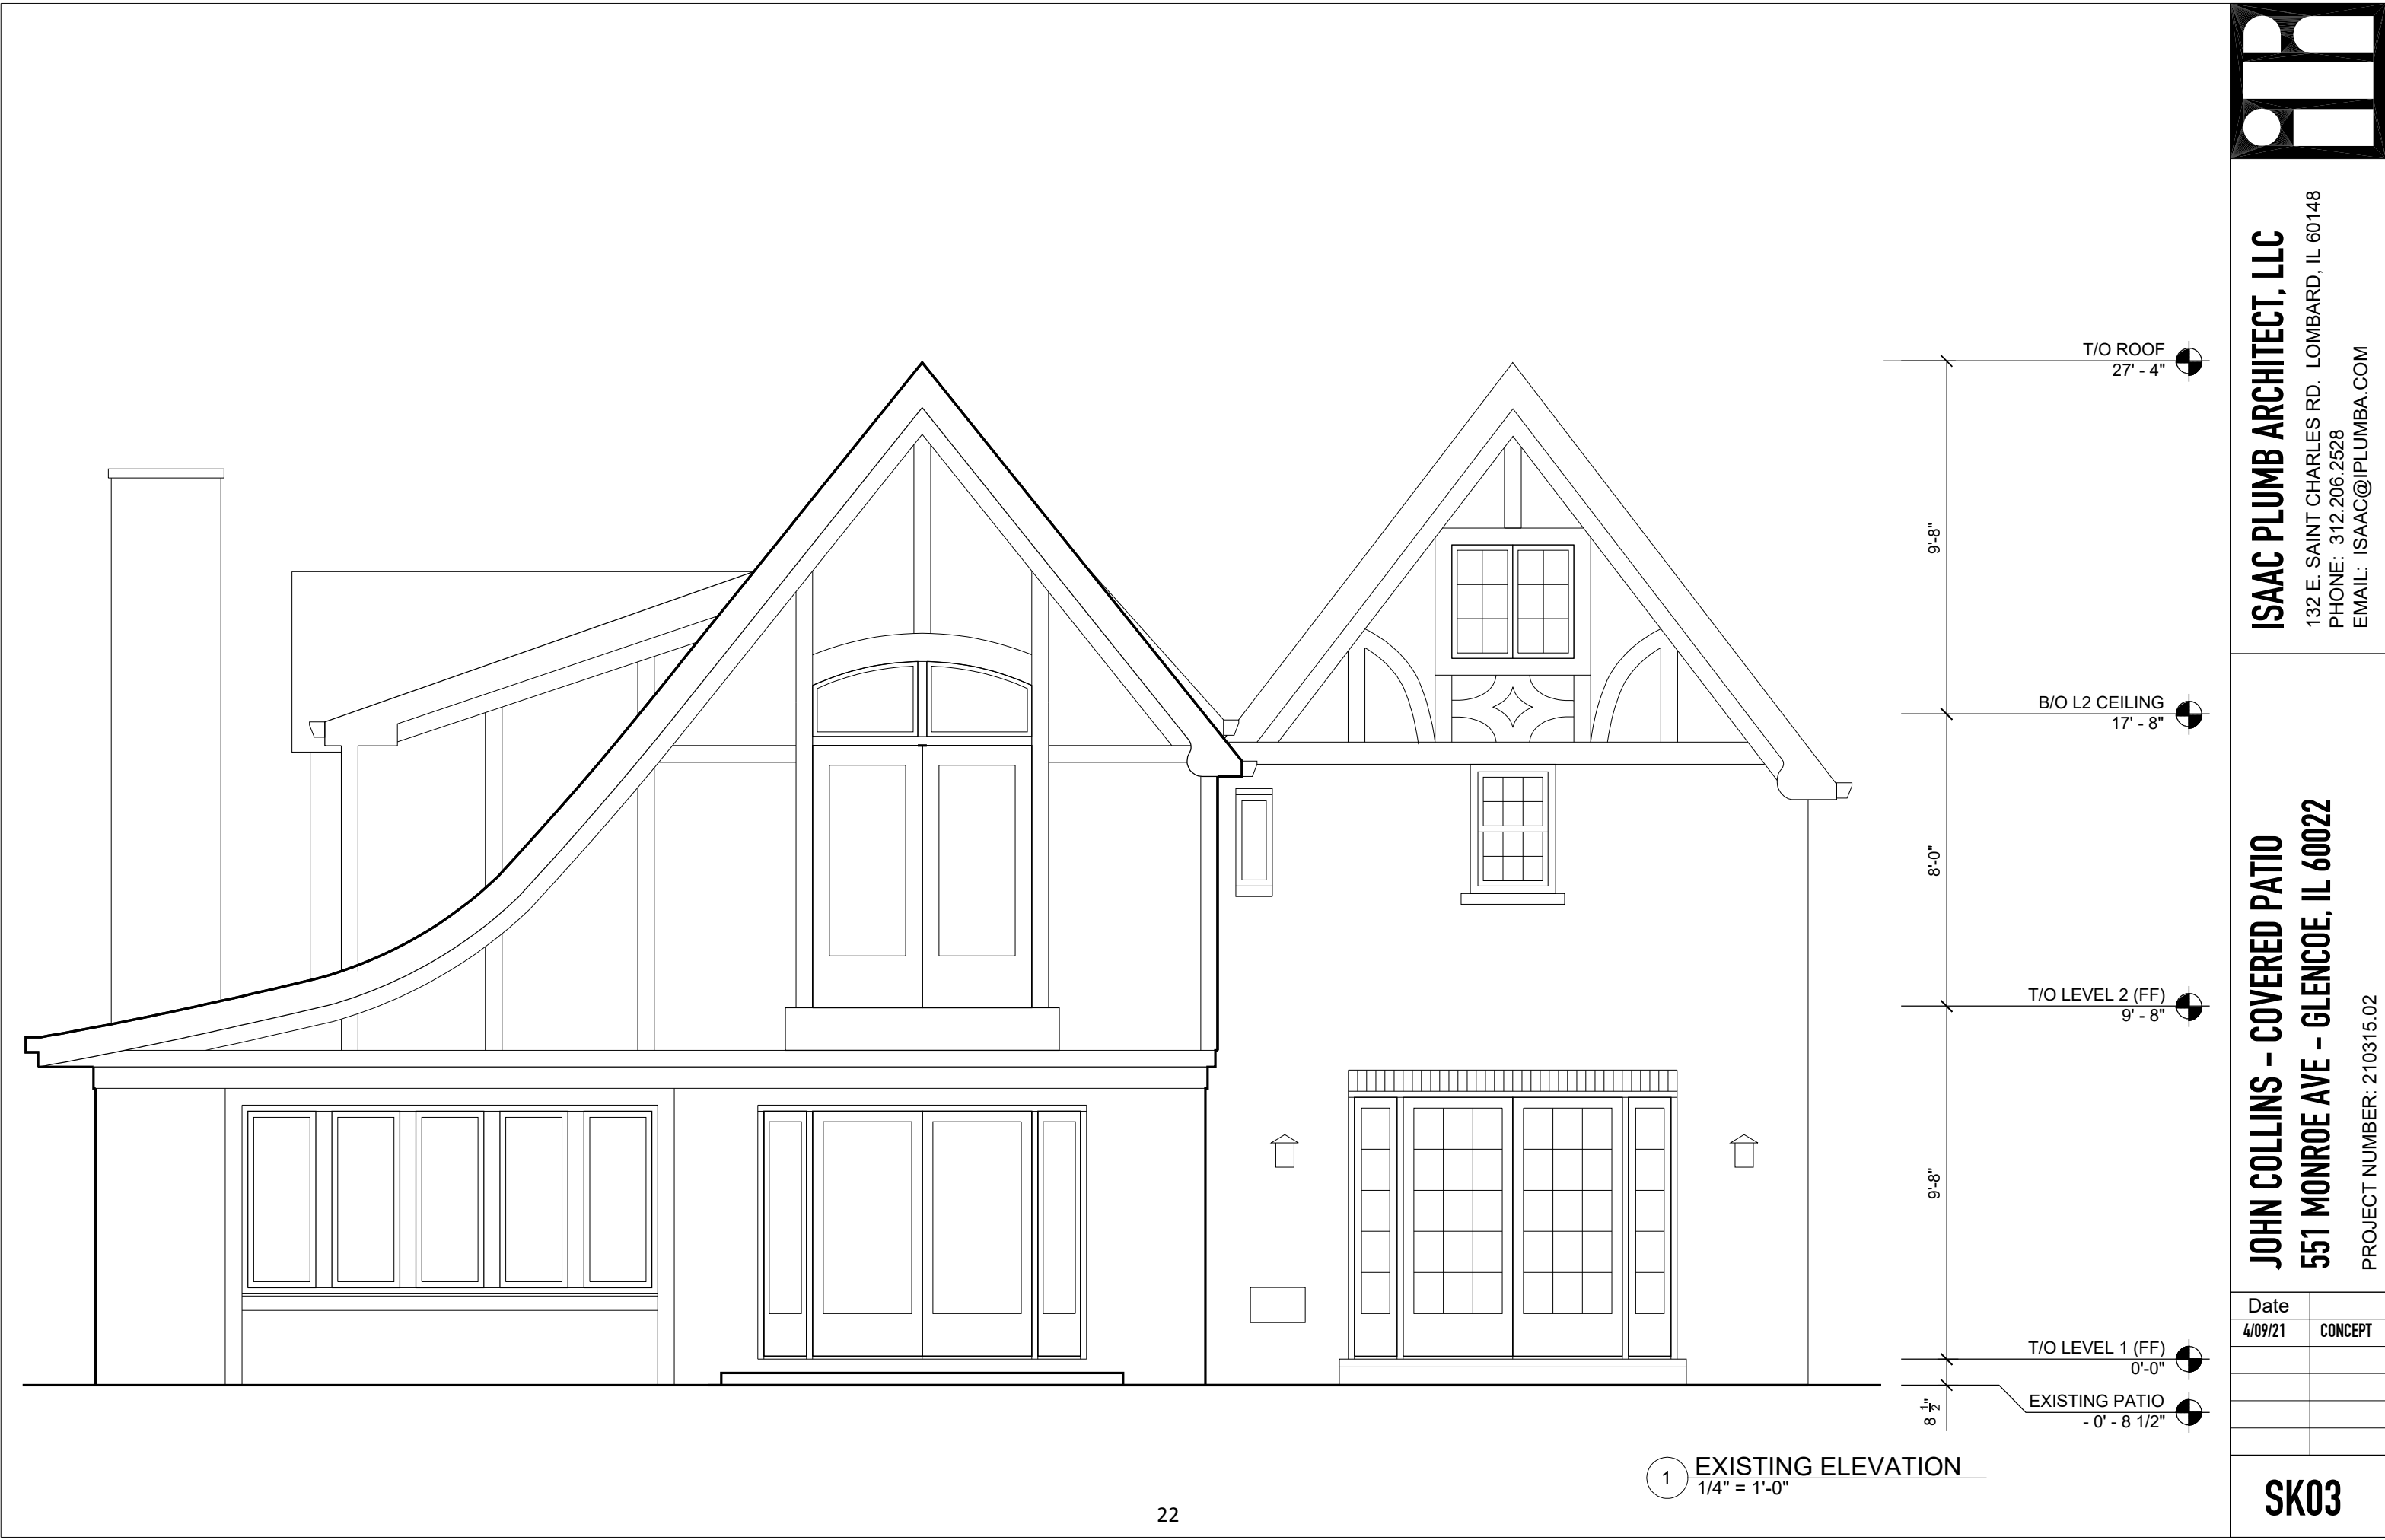 T/O ROOF
27' - 4"
9'-8"
B/O L2 CEILING
17' - 8"
8'-0"
T/O LEVEL 2 (FF)
9' - 8"
9'-8"
T/O LEVEL 1 (FF)
0'-0"
8 1/2"
EXISTING PATIO
- 0' - 8 1/2"
1 EXISTING ELEVATION
1/4" = 1'-0"
22
ISAAC PLUMB ARCHITECT, LLC
132 E. SAINT CHARLES RD. LOMBARD, IL 60148
PHONE: 312.206.2528
EMAIL: ISAAC@IPLUMBA.COM
JOHN COLLINS - COVERED PATIO
551 MONROE AVE - GLENCOE, IL 60022
PROJECT NUMBER: 210315.02
Date
4/09/21 CONCEPT
SK03